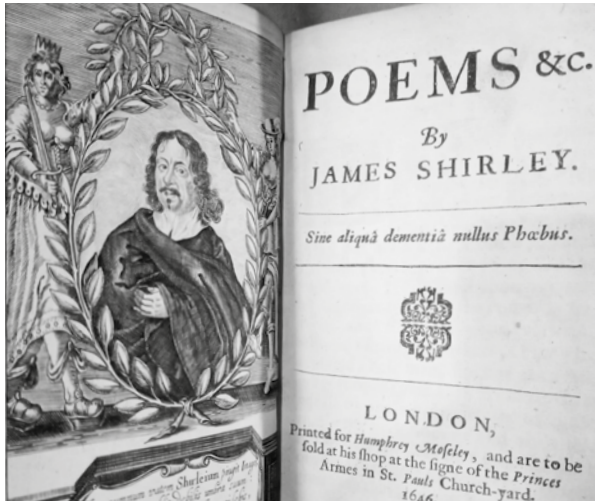 POEMS &c.
By
JAMES SHIRLEY.
Sine aliquâ dementiâ nullus Phœbus.
LONDON,
Printed for Humphrey Moseley, and are to be
ſold at his ſhop at the ſigne of the Princes
Armes in St. Pauls Church-yard.
1646.